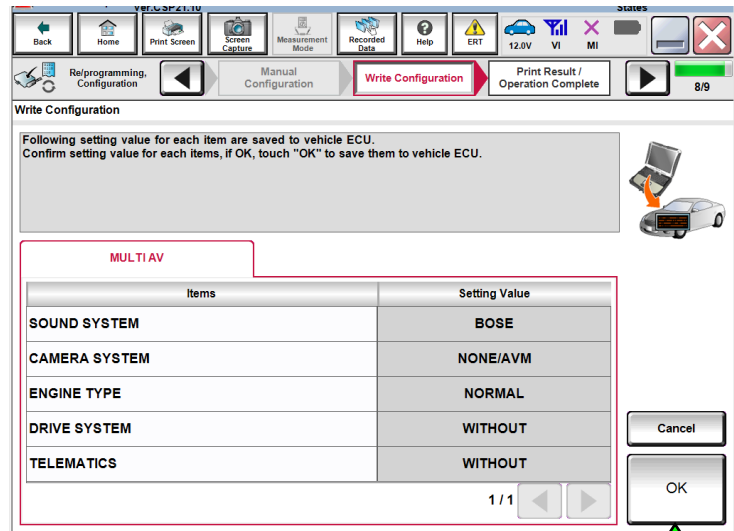 Ver.CSP21.10
States
Back
Home
Print Screen
Screen
Capture
Measurement
Mode
Recorded
Data
Help
ERT
12.0V
VI
MI
Re/programming,
Configuration
Manual
Configuration
Write Configuration
Print Result /
Operation Complete
8/9
Write Configuration
Following setting value for each item are saved to vehicle ECU.
Confirm setting value for each items, if OK, touch "OK" to save them to vehicle ECU.
MULTI AV
Items Setting Value
SOUND SYSTEM BOSE
CAMERA SYSTEM NONE/AVM
ENGINE TYPE NORMAL
DRIVE SYSTEM WITHOUT
TELEMATICS WITHOUT
1/1
Cancel
OK